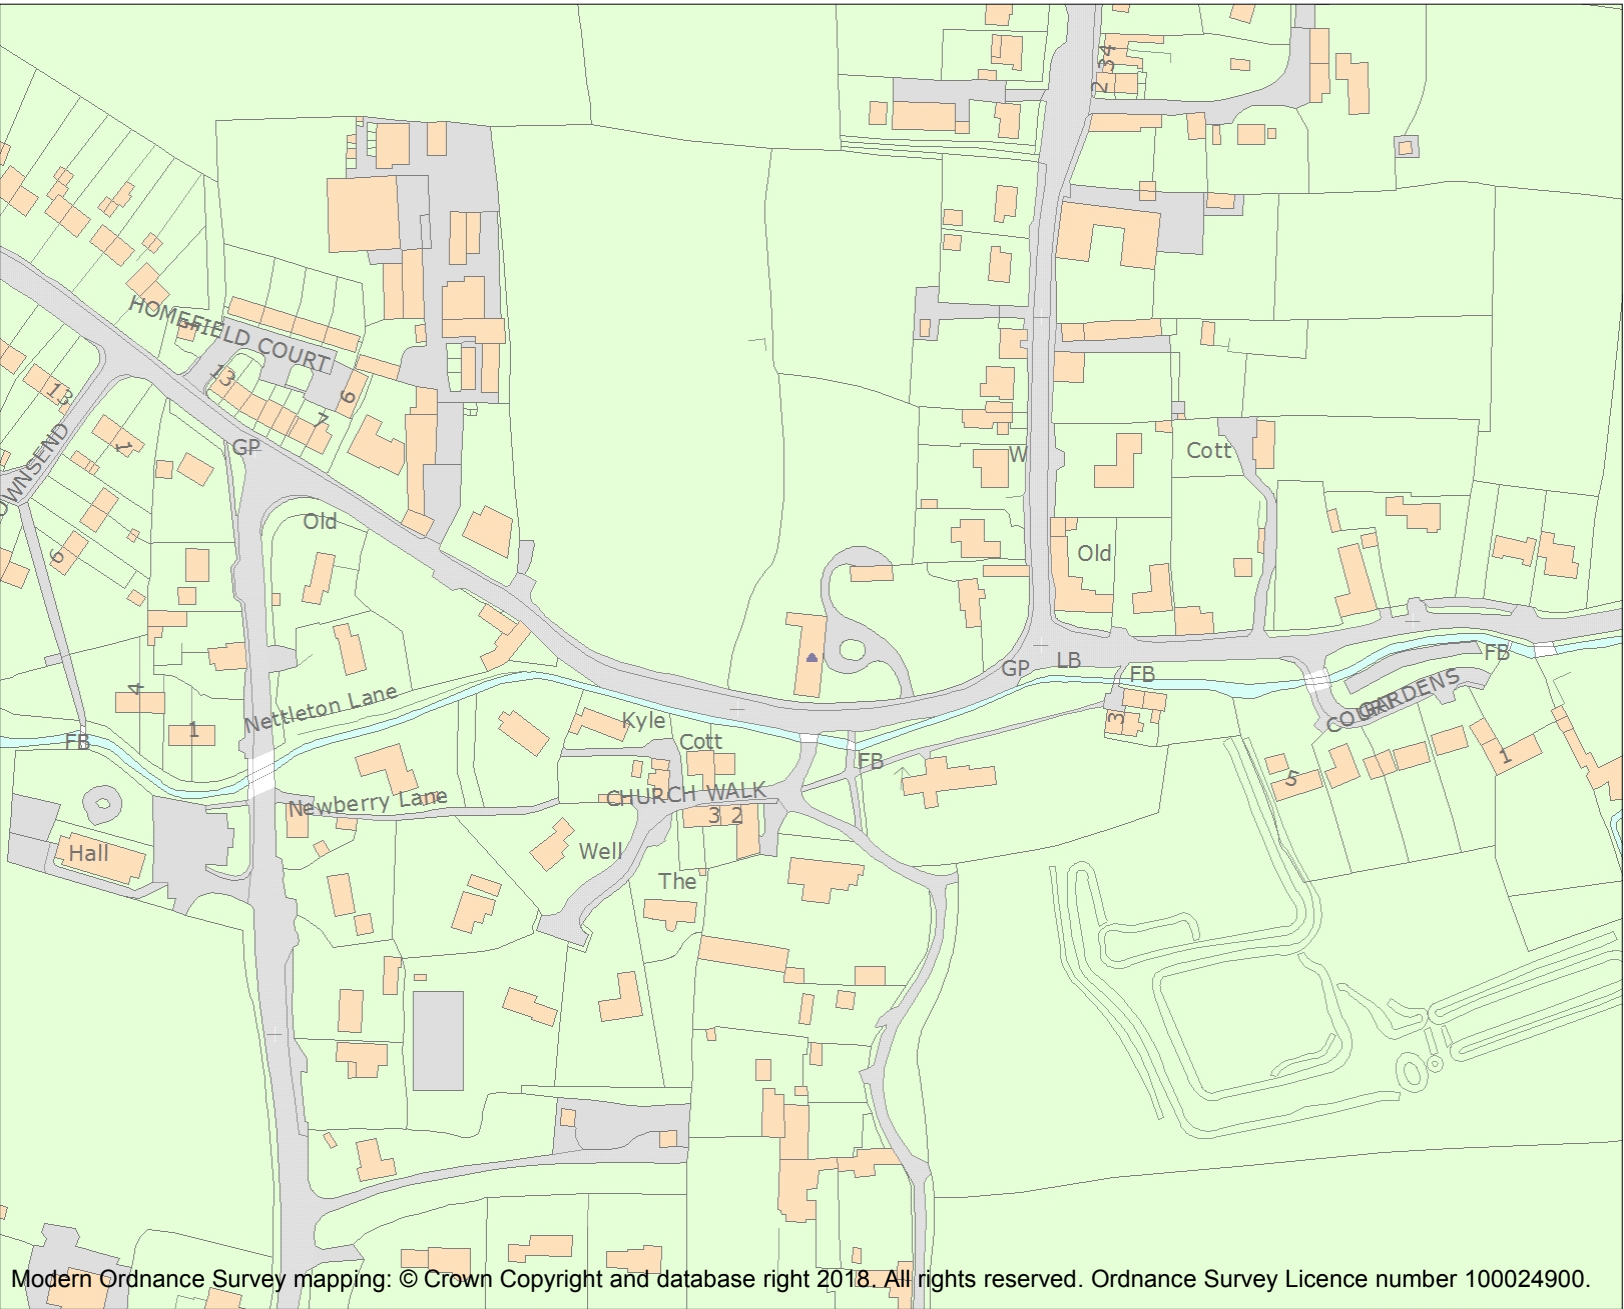 2 34
HOMEFIELD COURT
13
6
7
13
1
GP
W
Cott
Old
Old
6
GP
LB
FB
FB
4
1
Nettleton Lane
Kyle
Cott
3
FB
FB
COURT GARDENS
5
1
Newberry Lane
CHURCH WALK
3 2
Hall
Well
The
Modern Ordnance Survey mapping: © Crown Copyright and database right 2018. All rights reserved. Ordnance Survey Licence number 100024900.